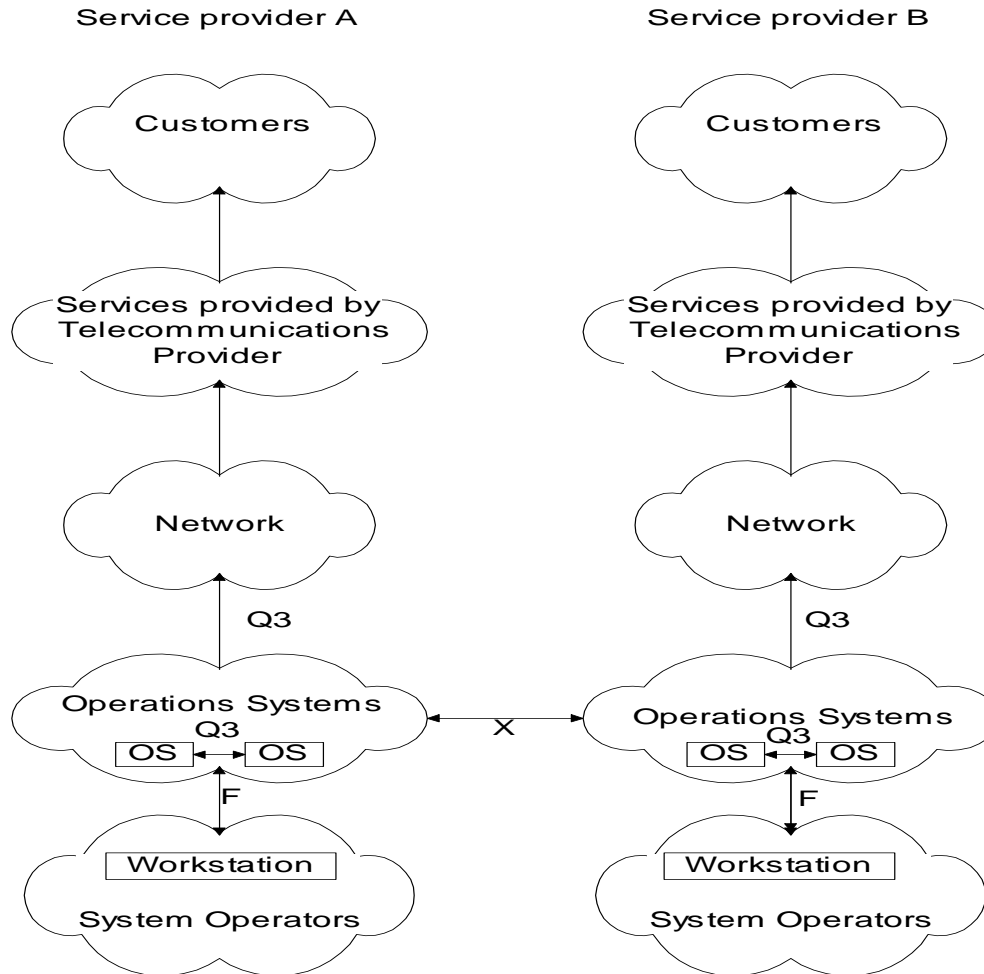 Service provider A
Service provider B
Customers
Customers
Services provided by
Telecommunications
Provider
Services provided by
Telecommunications
Provider
Network
Network
Q3
Q3
Operations Systems
Q3
OS
OS
X
Operations Systems
Q3
OS
OS
F
F
Workstation
System Operators
Workstation
System Operators